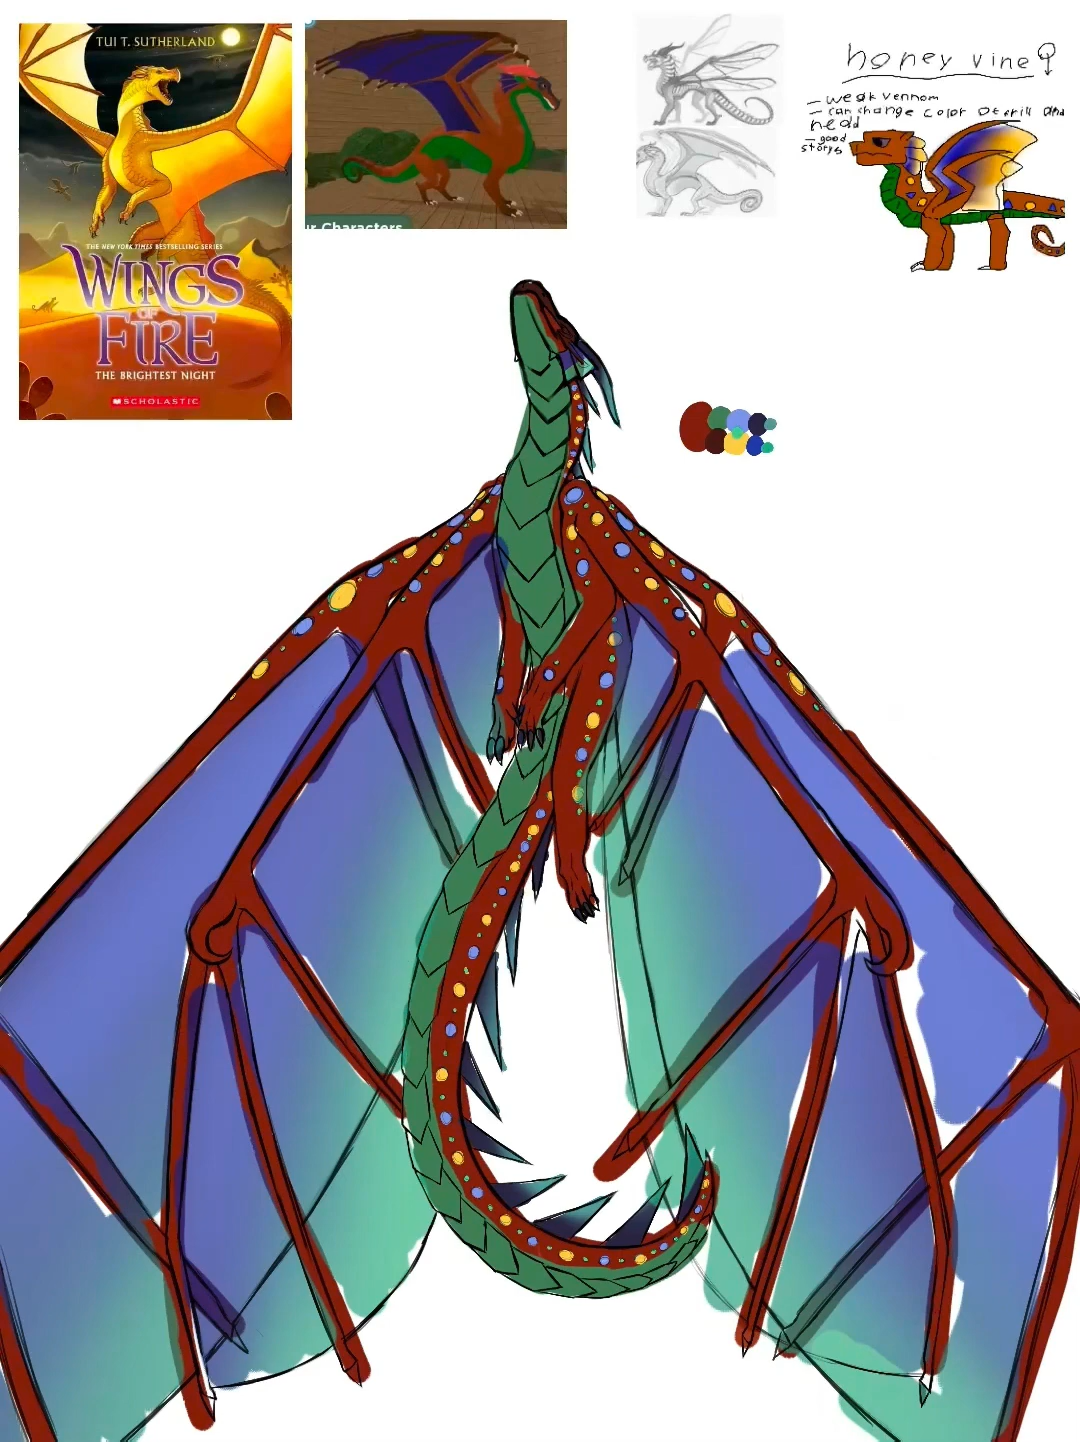 TUI T. SUTHERLAND
THE NEW YORK TIMES BESTSELLING SERIES
WINGS
OF
FIRE
THE BRIGHTEST NIGHT
SCHOLASTIC
ur Characters
honey vine ♀
- weak vennom
- can change color of frill and
head
- good
storys